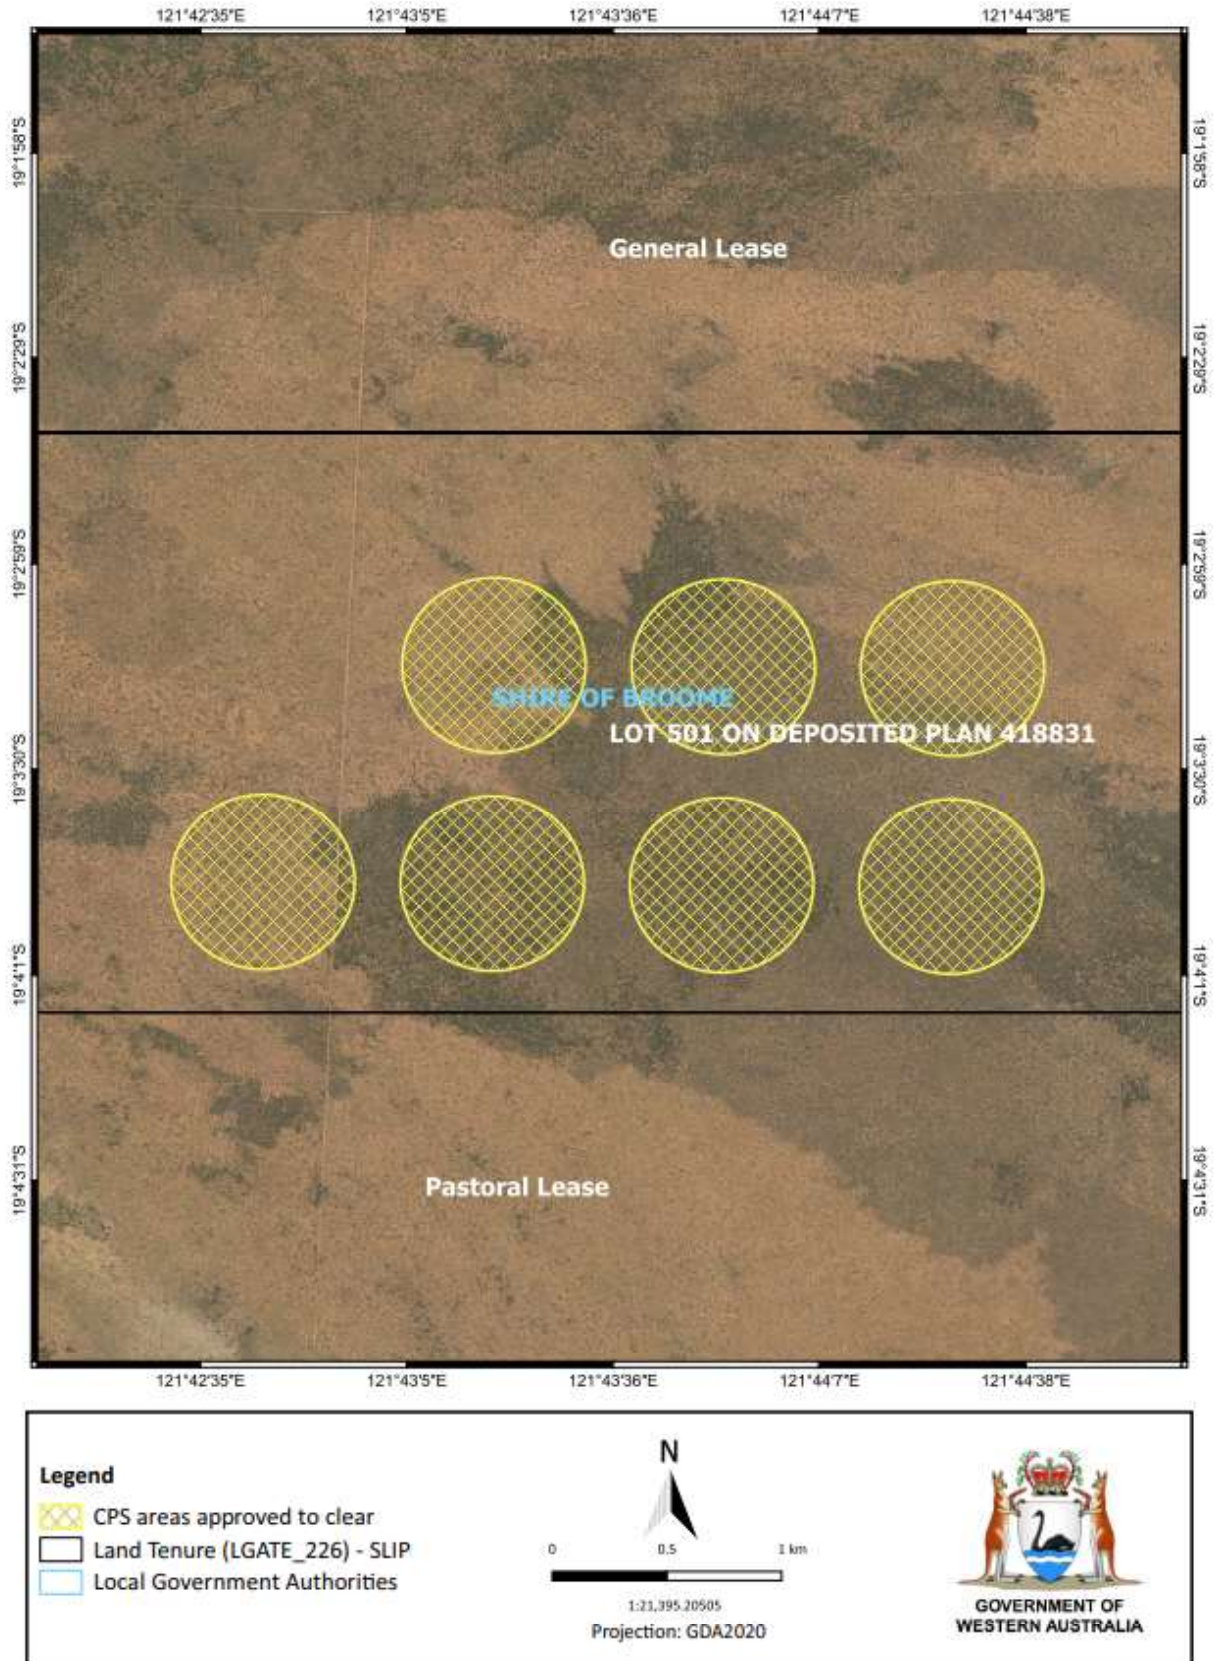 121°42'35"E 121°43'5"E 121°43'36"E 121°44'7"E 121°44'38"E
19°1'58"S 19°1'58"S
General Lease
19°2'29"S 19°2'29"S
19°2'59"S 19°2'59"S
SHIRE OF BROOME
LOT 501 ON DEPOSITED PLAN 418831
19°3'30"S 19°3'30"S
19°4'1"S 19°4'1"S
19°4'31"S 19°4'31"S
Pastoral Lease
121°42'35"E 121°43'5"E 121°43'36"E 121°44'7"E 121°44'38"E
Legend
CPS areas approved to clear
Land Tenure (LGATE_226) - SLIP
Local Government Authorities
N
0 0.5 1 km
1:21,395.20505
Projection: GDA2020
GOVERNMENT OF
WESTERN AUSTRALIA